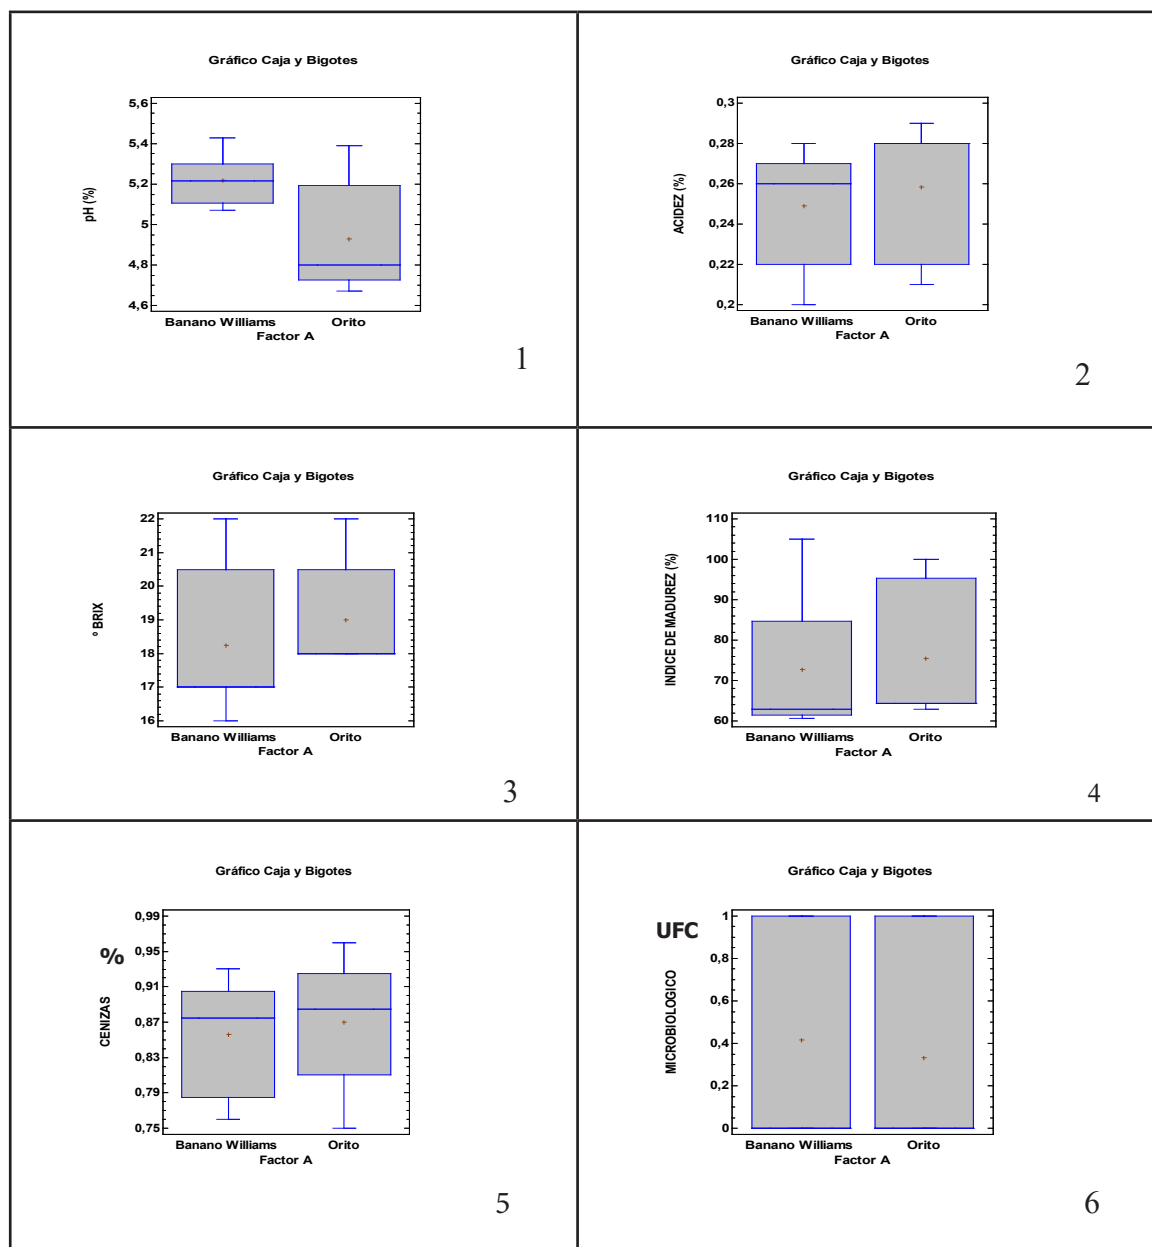 Gráfico Caja y Bigotes
pH (%)
5,6
5,4
5,2
5
4,8
4,6
Banano Williams Orito
Factor A
1
Gráfico Caja y Bigotes
ACIDEZ (%)
0,3
0,28
0,26
0,24
0,22
0,2
Banano Williams Orito
Factor A
2
Gráfico Caja y Bigotes
º BRIX
22
21
20
19
18
17
16
Banano Williams Orito
Factor A
3
Gráfico Caja y Bigotes
INDICE DE MADUREZ (%)
110
100
90
80
70
60
Banano Williams Orito
Factor A
4
Gráfico Caja y Bigotes
%
CENIZAS
0,99
0,95
0,91
0,87
0,83
0,79
0,75
Banano Williams Orito
Factor A
5
Gráfico Caja y Bigotes
UFC
MICROBIOLOGICO
1
0,8
0,6
0,4
0,2
0
Banano Williams Orito
Factor A
6